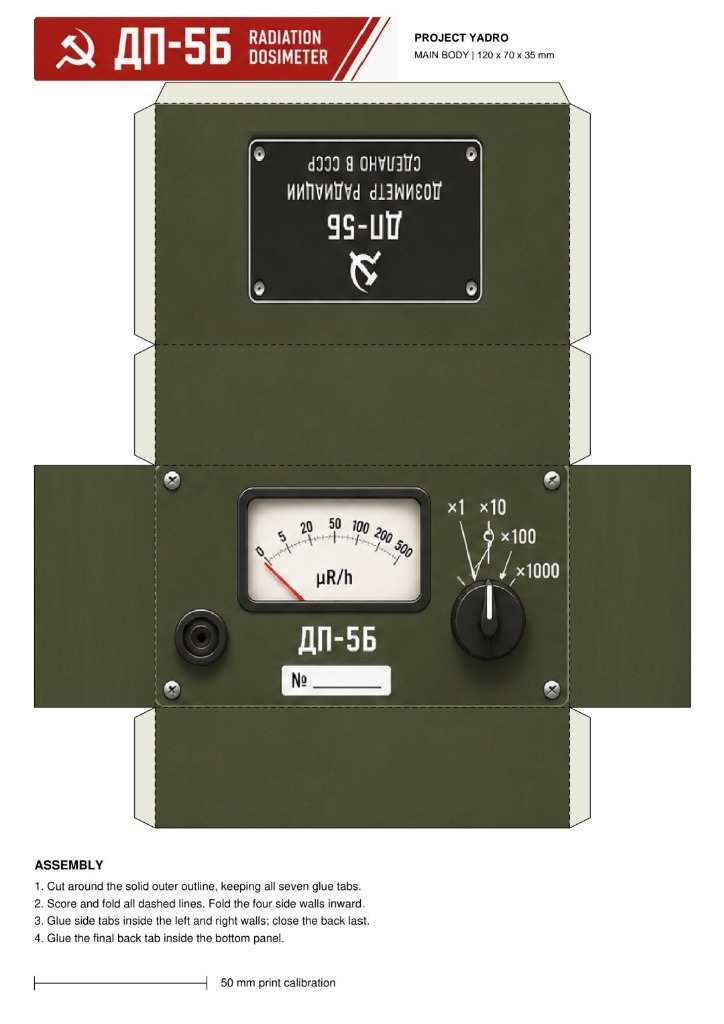 ДП-5Б
RADIATION
DOSIMETER
PROJECT YADRO
MAIN BODY | 120 x 70 x 35 mm
ДП-5Б
ДОЗИМЕТР РАДИАЦИИ
СДЕЛАНО В СССР
0 5 20 50 100 200 500
µR/h
×1 ×10
×100
×1000
ДП-5Б
№ ________
ASSEMBLY
1. Cut around the solid outer outline, keeping all seven glue tabs.
2. Score and fold all dashed lines. Fold the four side walls inward.
3. Glue side tabs inside the left and right walls; close the back last.
4. Glue the final back tab inside the bottom panel.
50 mm print calibration